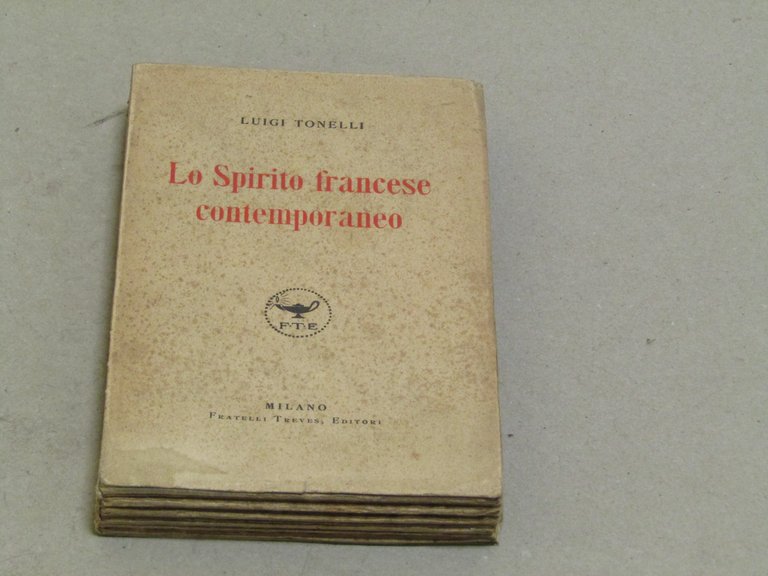 LUIGI TONELLI
Lo Spirito francese
contemporaneo
F.T.E.
MILANO
FRATELLI TREVES, EDITORI